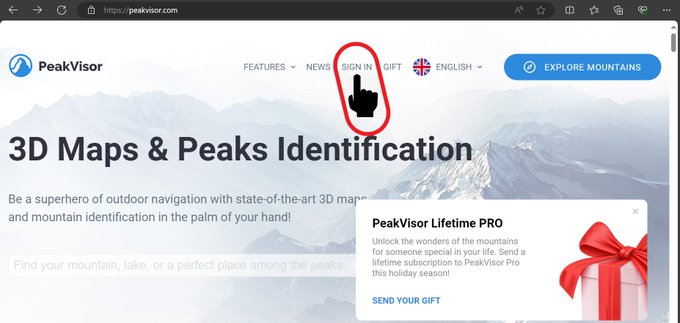 https://peakvisor.com
PeakVisor
FEATURES NEWS SIGN IN GIFT ENGLISH EXPLORE MOUNTAINS
3D Maps & Peaks Identification
Be a superhero of outdoor navigation with state-of-the-art 3D maps
and mountain identification in the palm of your hand!
Find your mountain, lake, or a perfect place among the peaks
PeakVisor Lifetime PRO
Unlock the wonders of the mountains
for someone special in your life. Send a
lifetime subscription to PeakVisor Pro
this holiday season!
SEND YOUR GIFT